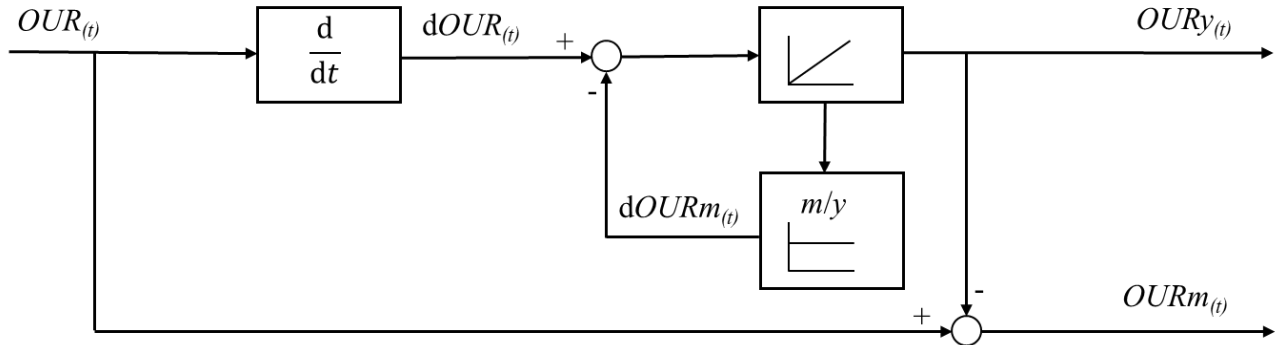 OUR(t)
d
dt
dOUR(t)
+
-
OURy(t)
dOURm(t)
m/y
-
+
OURm(t)